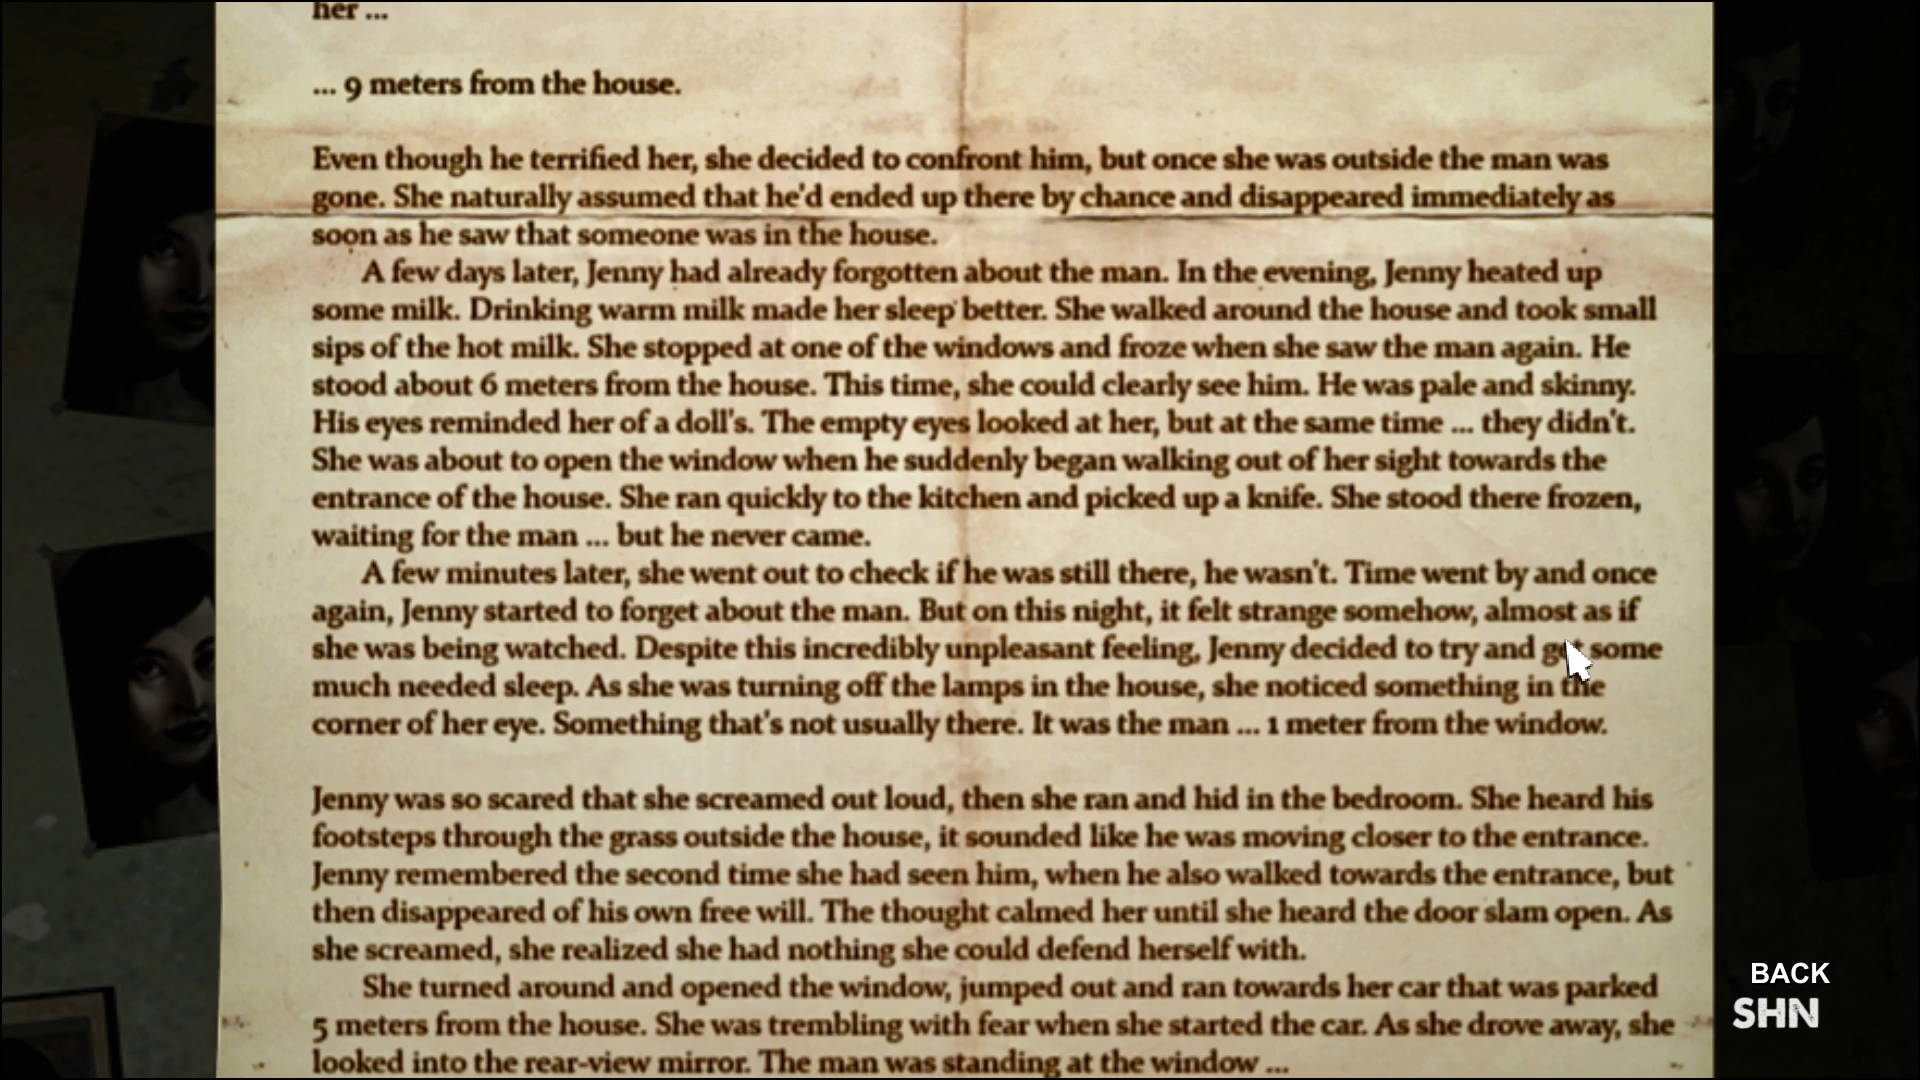 her ...
... 9 meters from the house.
Even though he terrified her, she decided to confront him, but once she was outside the man was
gone. She naturally assumed that he'd ended up there by chance and disappeared immediately as
soon as he saw that someone was in the house.
A few days later, Jenny had already forgotten about the man. In the evening, Jenny heated up
some milk. Drinking warm milk made her sleep better. She walked around the house and took small
sips of the hot milk. She stopped at one of the windows and froze when she saw the man again. He
stood about 6 meters from the house. This time, she could clearly see him. He was pale and skinny.
His eyes reminded her of a doll's. The empty eyes looked at her, but at the same time ... they didn't.
She was about to open the window when he suddenly began walking out of her sight towards the
entrance of the house. She ran quickly to the kitchen and picked up a knife. She stood there frozen,
waiting for the man ... but he never came.
A few minutes later, she went out to check if he was still there, he wasn't. Time went by and once
again, Jenny started to forget about the man. But on this night, it felt strange somehow, almost as if
she was being watched. Despite this incredibly unpleasant feeling, Jenny decided to try and get some
much needed sleep. As she was turning off the lamps in the house, she noticed something in the
corner of her eye. Something that's not usually there. It was the man ... 1 meter from the window.
Jenny was so scared that she screamed out loud, then she ran and hid in the bedroom. She heard his
footsteps through the grass outside the house, it sounded like he was moving closer to the entrance.
Jenny remembered the second time she had seen him, when he also walked towards the entrance, but
then disappeared of his own free will. The thought calmed her until she heard the door slam open. As
she screamed, she realized she had nothing she could defend herself with.
She turned around and opened the window, jumped out and ran towards her car that was parked
5 meters from the house. She was trembling with fear when she started the car. As she drove away, she
looked into the rear-view mirror. The man was standing at the window ...
BACK
SHN